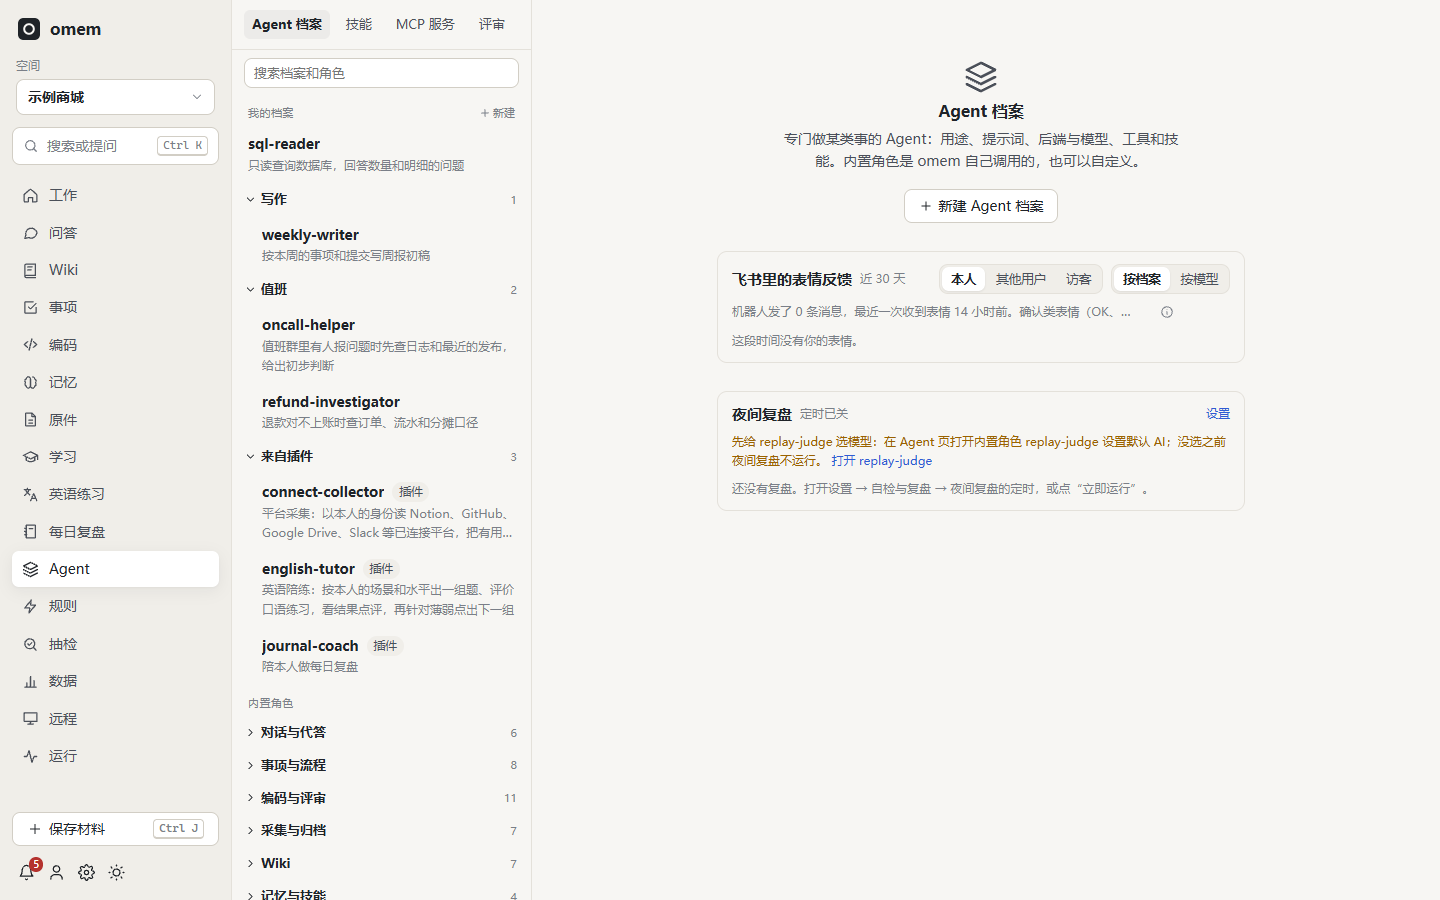 omem
空间
示例商城
搜索或提问 Ctrl K
工作
问答
Wiki
事项
编码
记忆
原件
学习
英语练习
每日复盘
Agent
规则
抽检
数据
远程
运行
保存材料 Ctrl J
5
Agent 档案 技能 MCP 服务 评审
搜索档案和角色
我的档案 + 新建
sql-reader
只读查询数据库，回答数量和明细的问题
写作 1
weekly-writer
按本周的事项和提交写周报初稿
值班 2
oncall-helper
值班群里有人报问题时先查日志和最近的发布，
给出初步判断
refund-investigator
退款对不上账时查订单、流水和分摊口径
来自插件 3
connect-collector 插件
平台采集：以本人的身份读 Notion、GitHub、
Google Drive、Slack 等已连接平台，把有用...
english-tutor 插件
英语陪练：按本人的场景和水平出一组题、评价
口语练习，看结果点评，再针对薄弱点出下一组
journal-coach 插件
陪本人做每日复盘
内置角色
对话与代答 6
事项与流程 8
编码与评审 11
采集与归档 7
Wiki 7
记忆与技能 4
Agent 档案
专门做某类事的 Agent：用途、提示词、后端与模型、工具和技
能。内置角色是 omem 自己调用的，也可以自定义。
+ 新建 Agent 档案
飞书里的表情反馈 近 30 天 本人 其他用户 访客 按档案 按模型
机器人发了 0 条消息，最近一次收到表情 14 小时前。确认类表情（OK、...
这段时间没有你的表情。
夜间复盘 定时已关 设置
先给 replay-judge 选模型：在 Agent 页打开内置角色 replay-judge 设置默认 AI；没选之前
夜间复盘不运行。 打开 replay-judge
还没有复盘。打开设置 → 自检与复盘 → 夜间复盘的定时，或点“立即运行”。